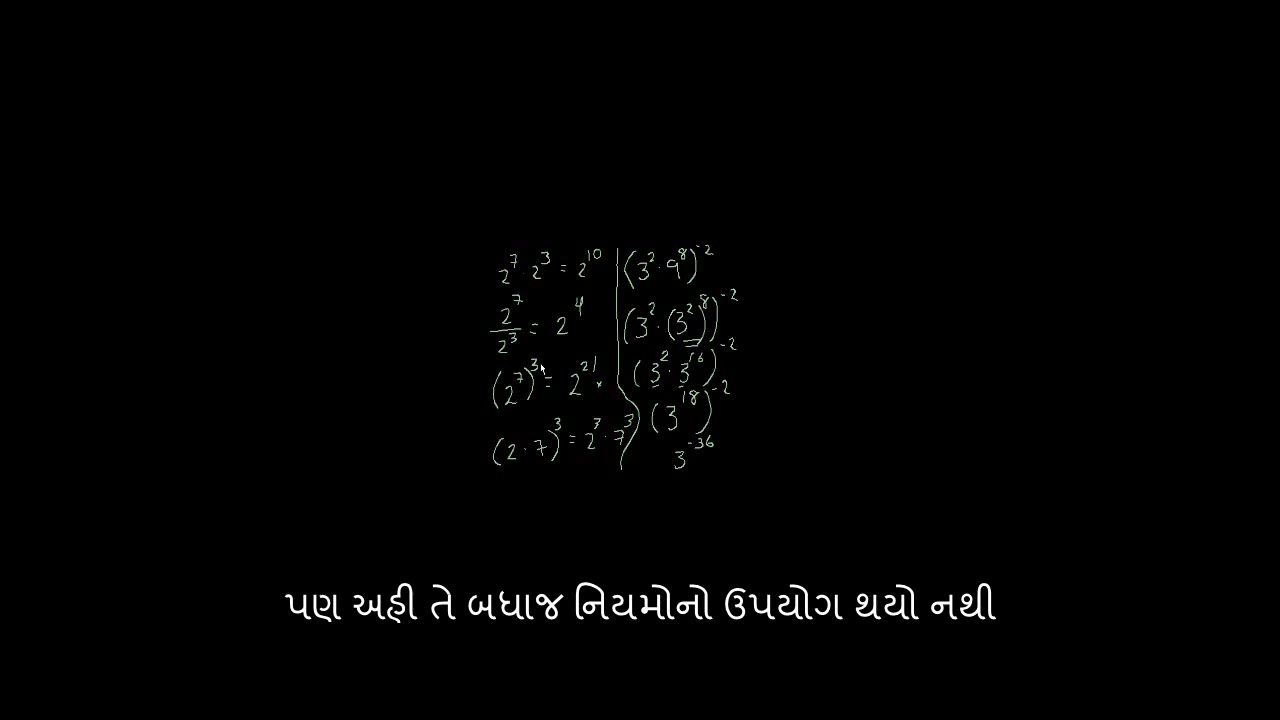 2^7 · 2^3 = 2^10
2^7 / 2^3 = 2^4
(2^7)^3 = 2^21
(2 · 7)^3 = 2^3 · 7^3
(3^2 · 9^8)^-2
(3^2 · (3^2)^8)^-2
(3^2 · 3^16)^-2
(3^18)^-2
3^-36
પણ અહી તે બધાજ નિયમોનો ઉપયોગ થયો નથી